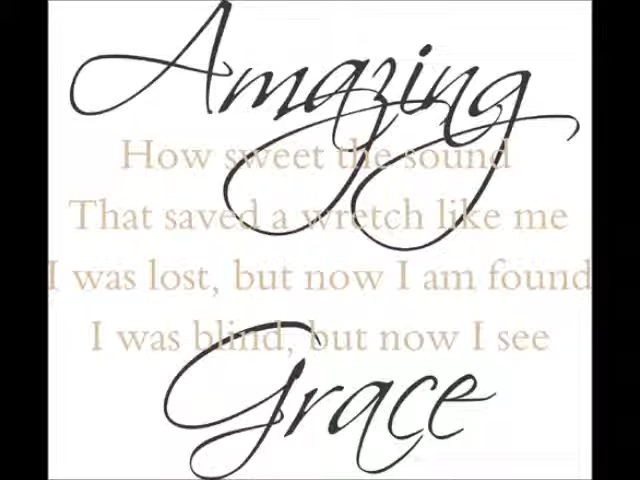 Amazing
How sweet the sound
That saved a wretch like me
I was lost, but now I am found
I was blind, but now I see
Grace